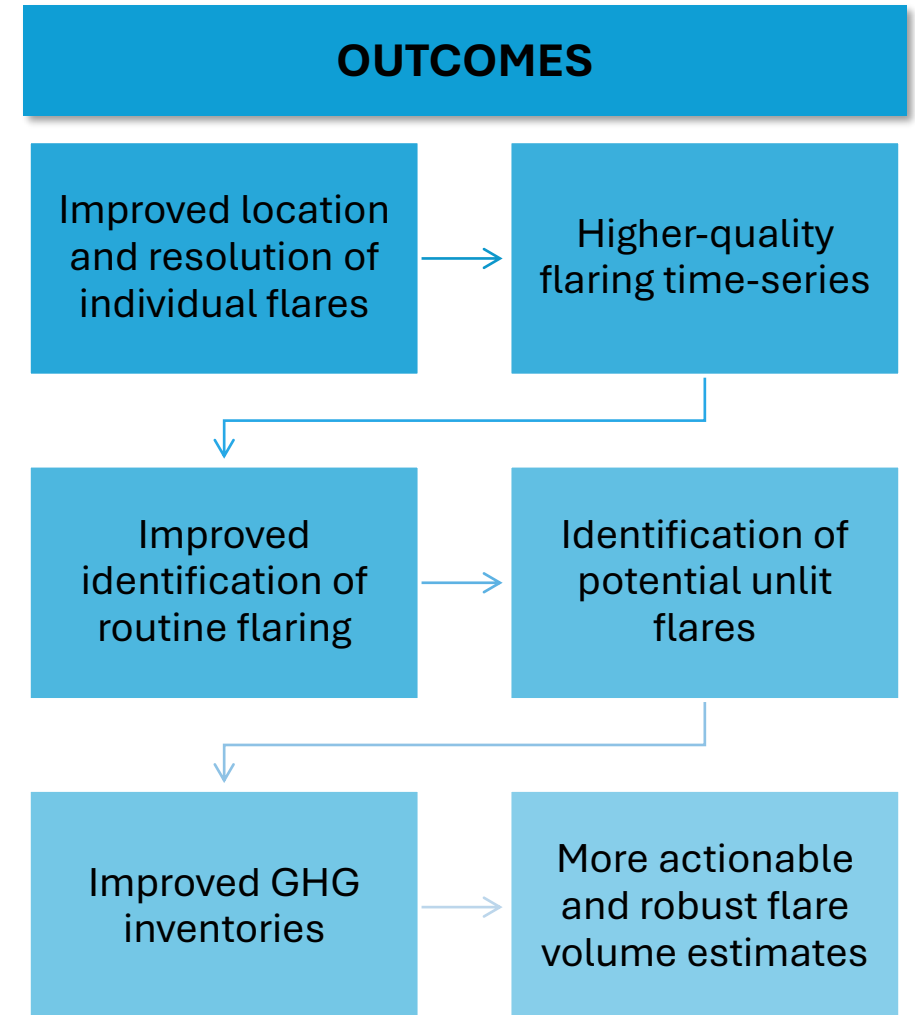 OUTCOMES
Improved location
and resolution of
individual flares
Higher-quality
flaring time-series
Improved
identification of
routine flaring
Identification of
potential unlit
flares
Improved GHG
inventories
More actionable
and robust flare
volume estimates